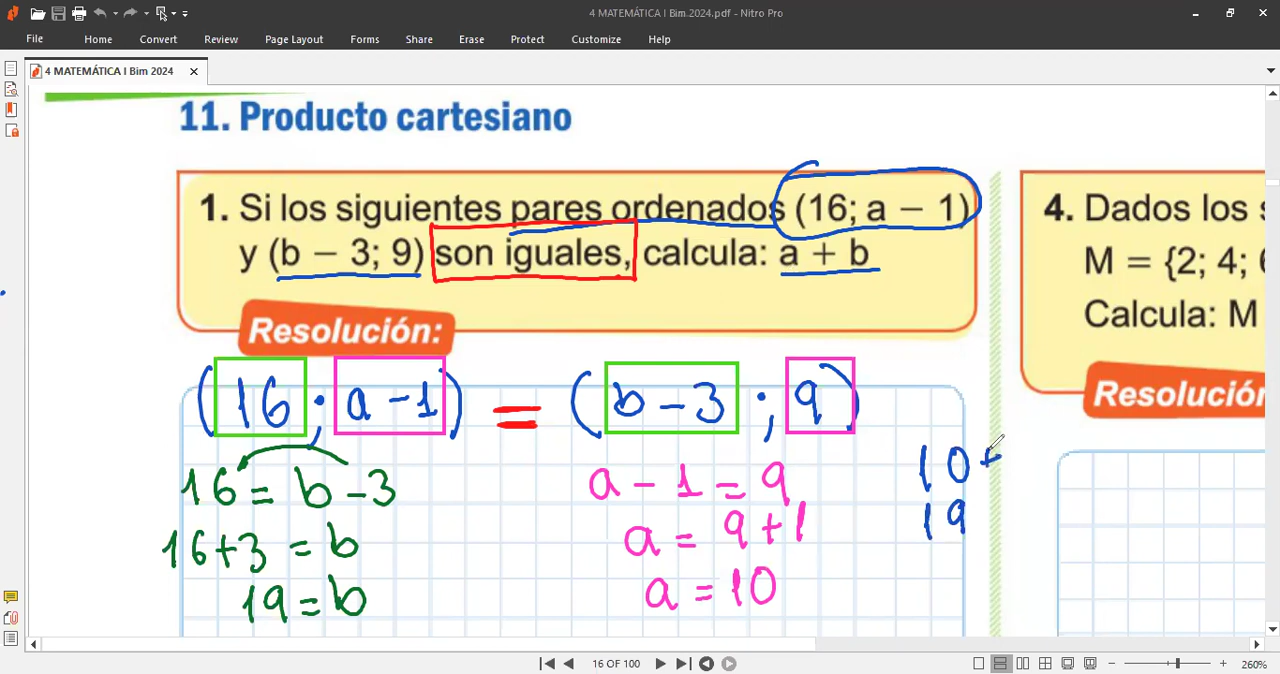 4 MATEMÁTICA I Bim.2024.pdf - Nitro Pro
File Home Convert Review Page Layout Forms Share Erase Protect Customize Help
4 MATEMÁTICA I Bim 2024
11. Producto cartesiano
1. Si los siguientes pares ordenados (16; a − 1)
y (b − 3; 9) son iguales, calcula: a + b
Resolución:
(16; a - 1) = (b - 3; 9)
16 = b - 3
16 + 3 = b
19 = b
a - 1 = 9
a = 9 + 1
a = 10
10 +
19
4. Dados los s
M = {2; 4; 6
Calcula: M
Resolución
16 OF 100
260%